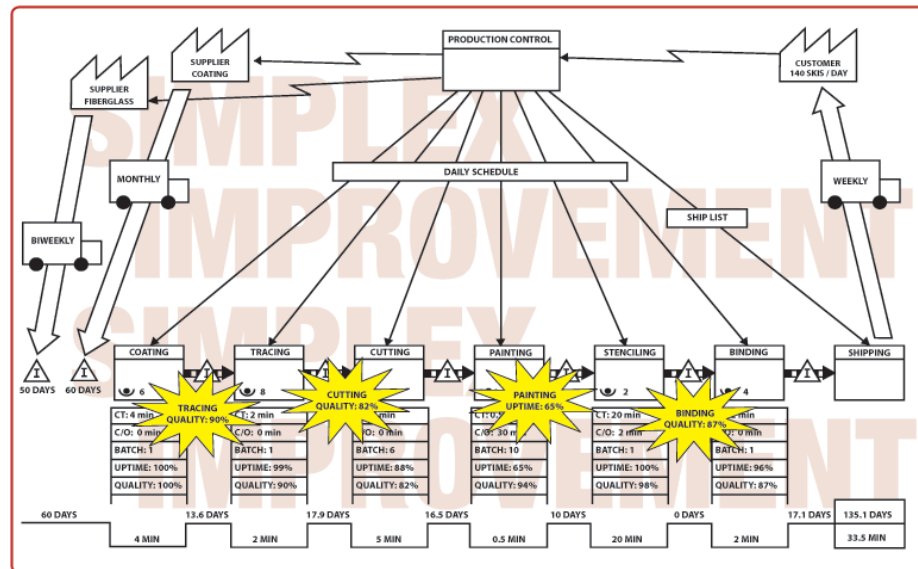 SIMPLEX
IMPROVEMENT
SIMPLEX
IMPROVEMENT
SUPPLIER
FIBERGLASS
SUPPLIER
COATING
PRODUCTION CONTROL
CUSTOMER
140 SKIS / DAY
BIWEEKLY
MONTHLY
DAILY SCHEDULE
SHIP LIST
WEEKLY
I
50 DAYS
I
60 DAYS
COATING
6
I
TRACING
8
I
CUTTING
I
PAINTING
I
STENCILING
2
BINDING
4
I
SHIPPING
TRACING
QUALITY: 90%
CUTTING
QUALITY: 82%
PAINTING
UPTIME: 65%
BINDING
QUALITY: 87%
CT: 4 min
C/O: 0 min
BATCH: 1
UPTIME: 100%
QUALITY: 100%
CT: 2 min
C/O: 0 min
BATCH: 1
UPTIME: 99%
QUALITY: 90%
C/O: 0 min
BATCH: 6
UPTIME: 88%
QUALITY: 82%
C/O: 30 min
BATCH: 10
UPTIME: 65%
QUALITY: 94%
CT: 20 min
C/O: 2 min
BATCH: 1
UPTIME: 100%
QUALITY: 98%
0 min
BATCH: 1
UPTIME: 96%
QUALITY: 87%
60 DAYS
13.6 DAYS
17.9 DAYS
16.5 DAYS
10 DAYS
0 DAYS
17.1 DAYS
135.1 DAYS
4 MIN
2 MIN
5 MIN
0.5 MIN
20 MIN
2 MIN
33.5 MIN